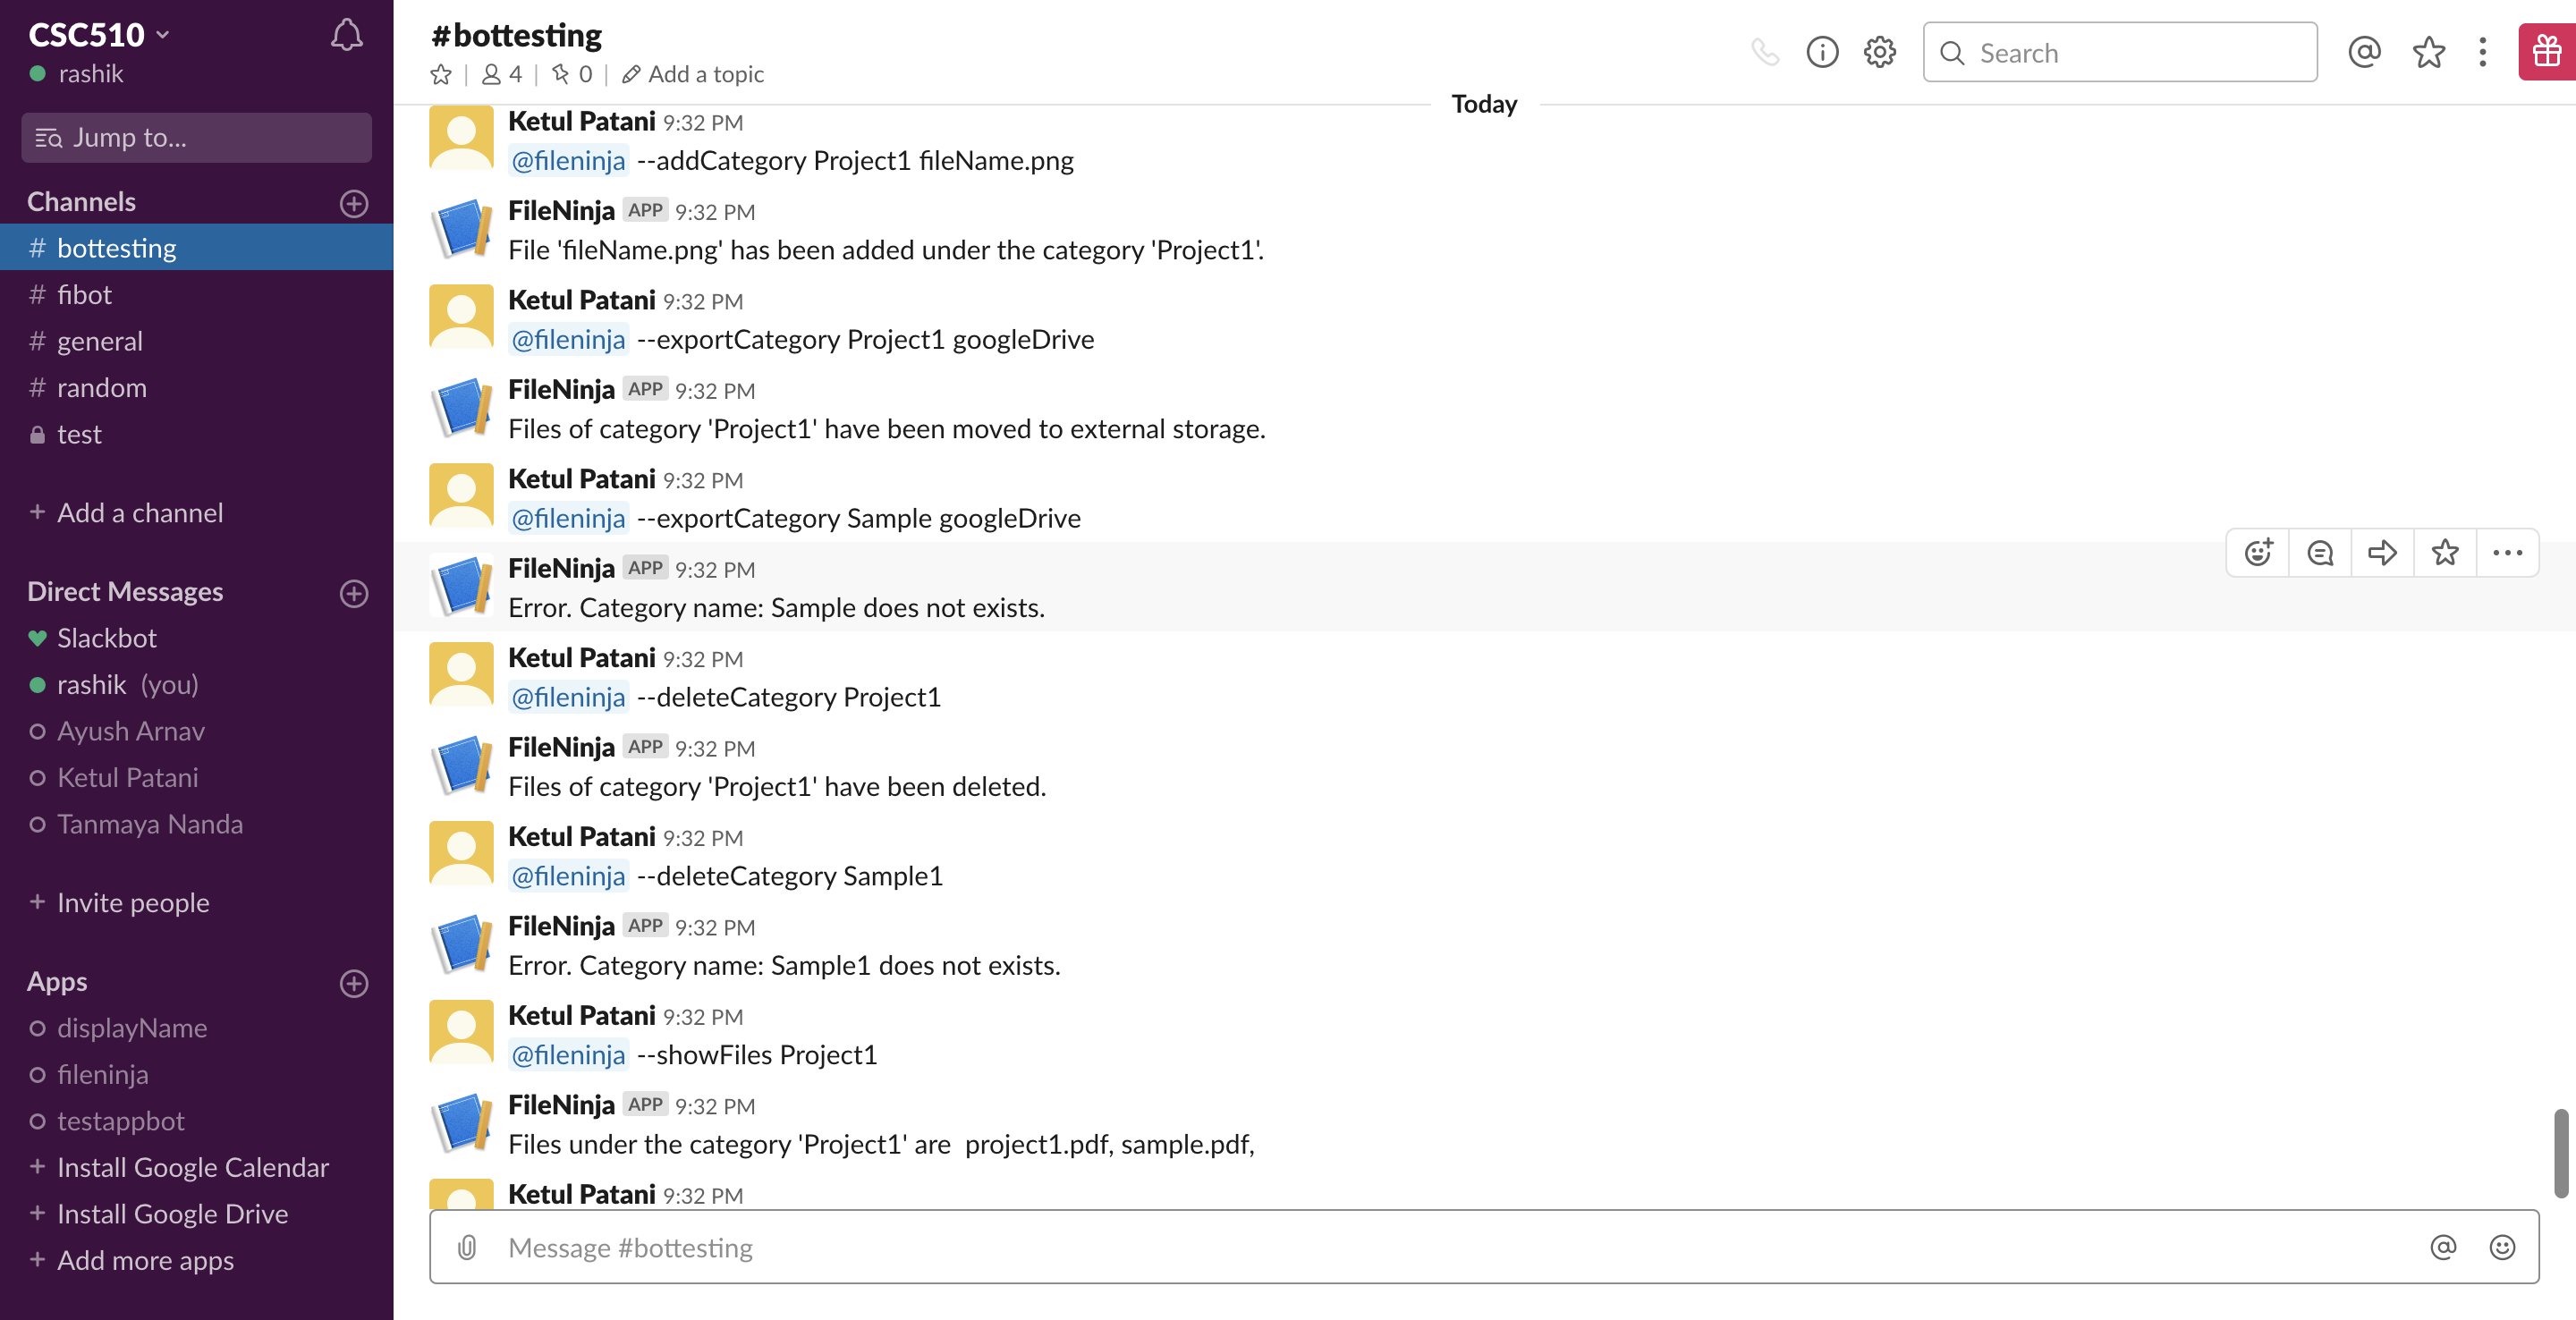 CSC510
rashik
Jump to...
Channels
# bottesting
# fibot
# general
# random
test
+ Add a channel
Direct Messages
Slackbot
rashik (you)
Ayush Arnav
Ketul Patani
Tanmaya Nanda
+ Invite people
Apps
displayName
fileninja
testappbot
+ Install Google Calendar
+ Install Google Drive
+ Add more apps
#bottesting
4 | 0 | Add a topic
Search
Today
Ketul Patani 9:32 PM
@fileninja --addCategory Project1 fileName.png
FileNinja APP 9:32 PM
File 'fileName.png' has been added under the category 'Project1'.
Ketul Patani 9:32 PM
@fileninja --exportCategory Project1 googleDrive
FileNinja APP 9:32 PM
Files of category 'Project1' have been moved to external storage.
Ketul Patani 9:32 PM
@fileninja --exportCategory Sample googleDrive
FileNinja APP 9:32 PM
Error. Category name: Sample does not exists.
Ketul Patani 9:32 PM
@fileninja --deleteCategory Project1
FileNinja APP 9:32 PM
Files of category 'Project1' have been deleted.
Ketul Patani 9:32 PM
@fileninja --deleteCategory Sample1
FileNinja APP 9:32 PM
Error. Category name: Sample1 does not exists.
Ketul Patani 9:32 PM
@fileninja --showFiles Project1
FileNinja APP 9:32 PM
Files under the category 'Project1' are  project1.pdf, sample.pdf,
Ketul Patani 9:32 PM
Message #bottesting